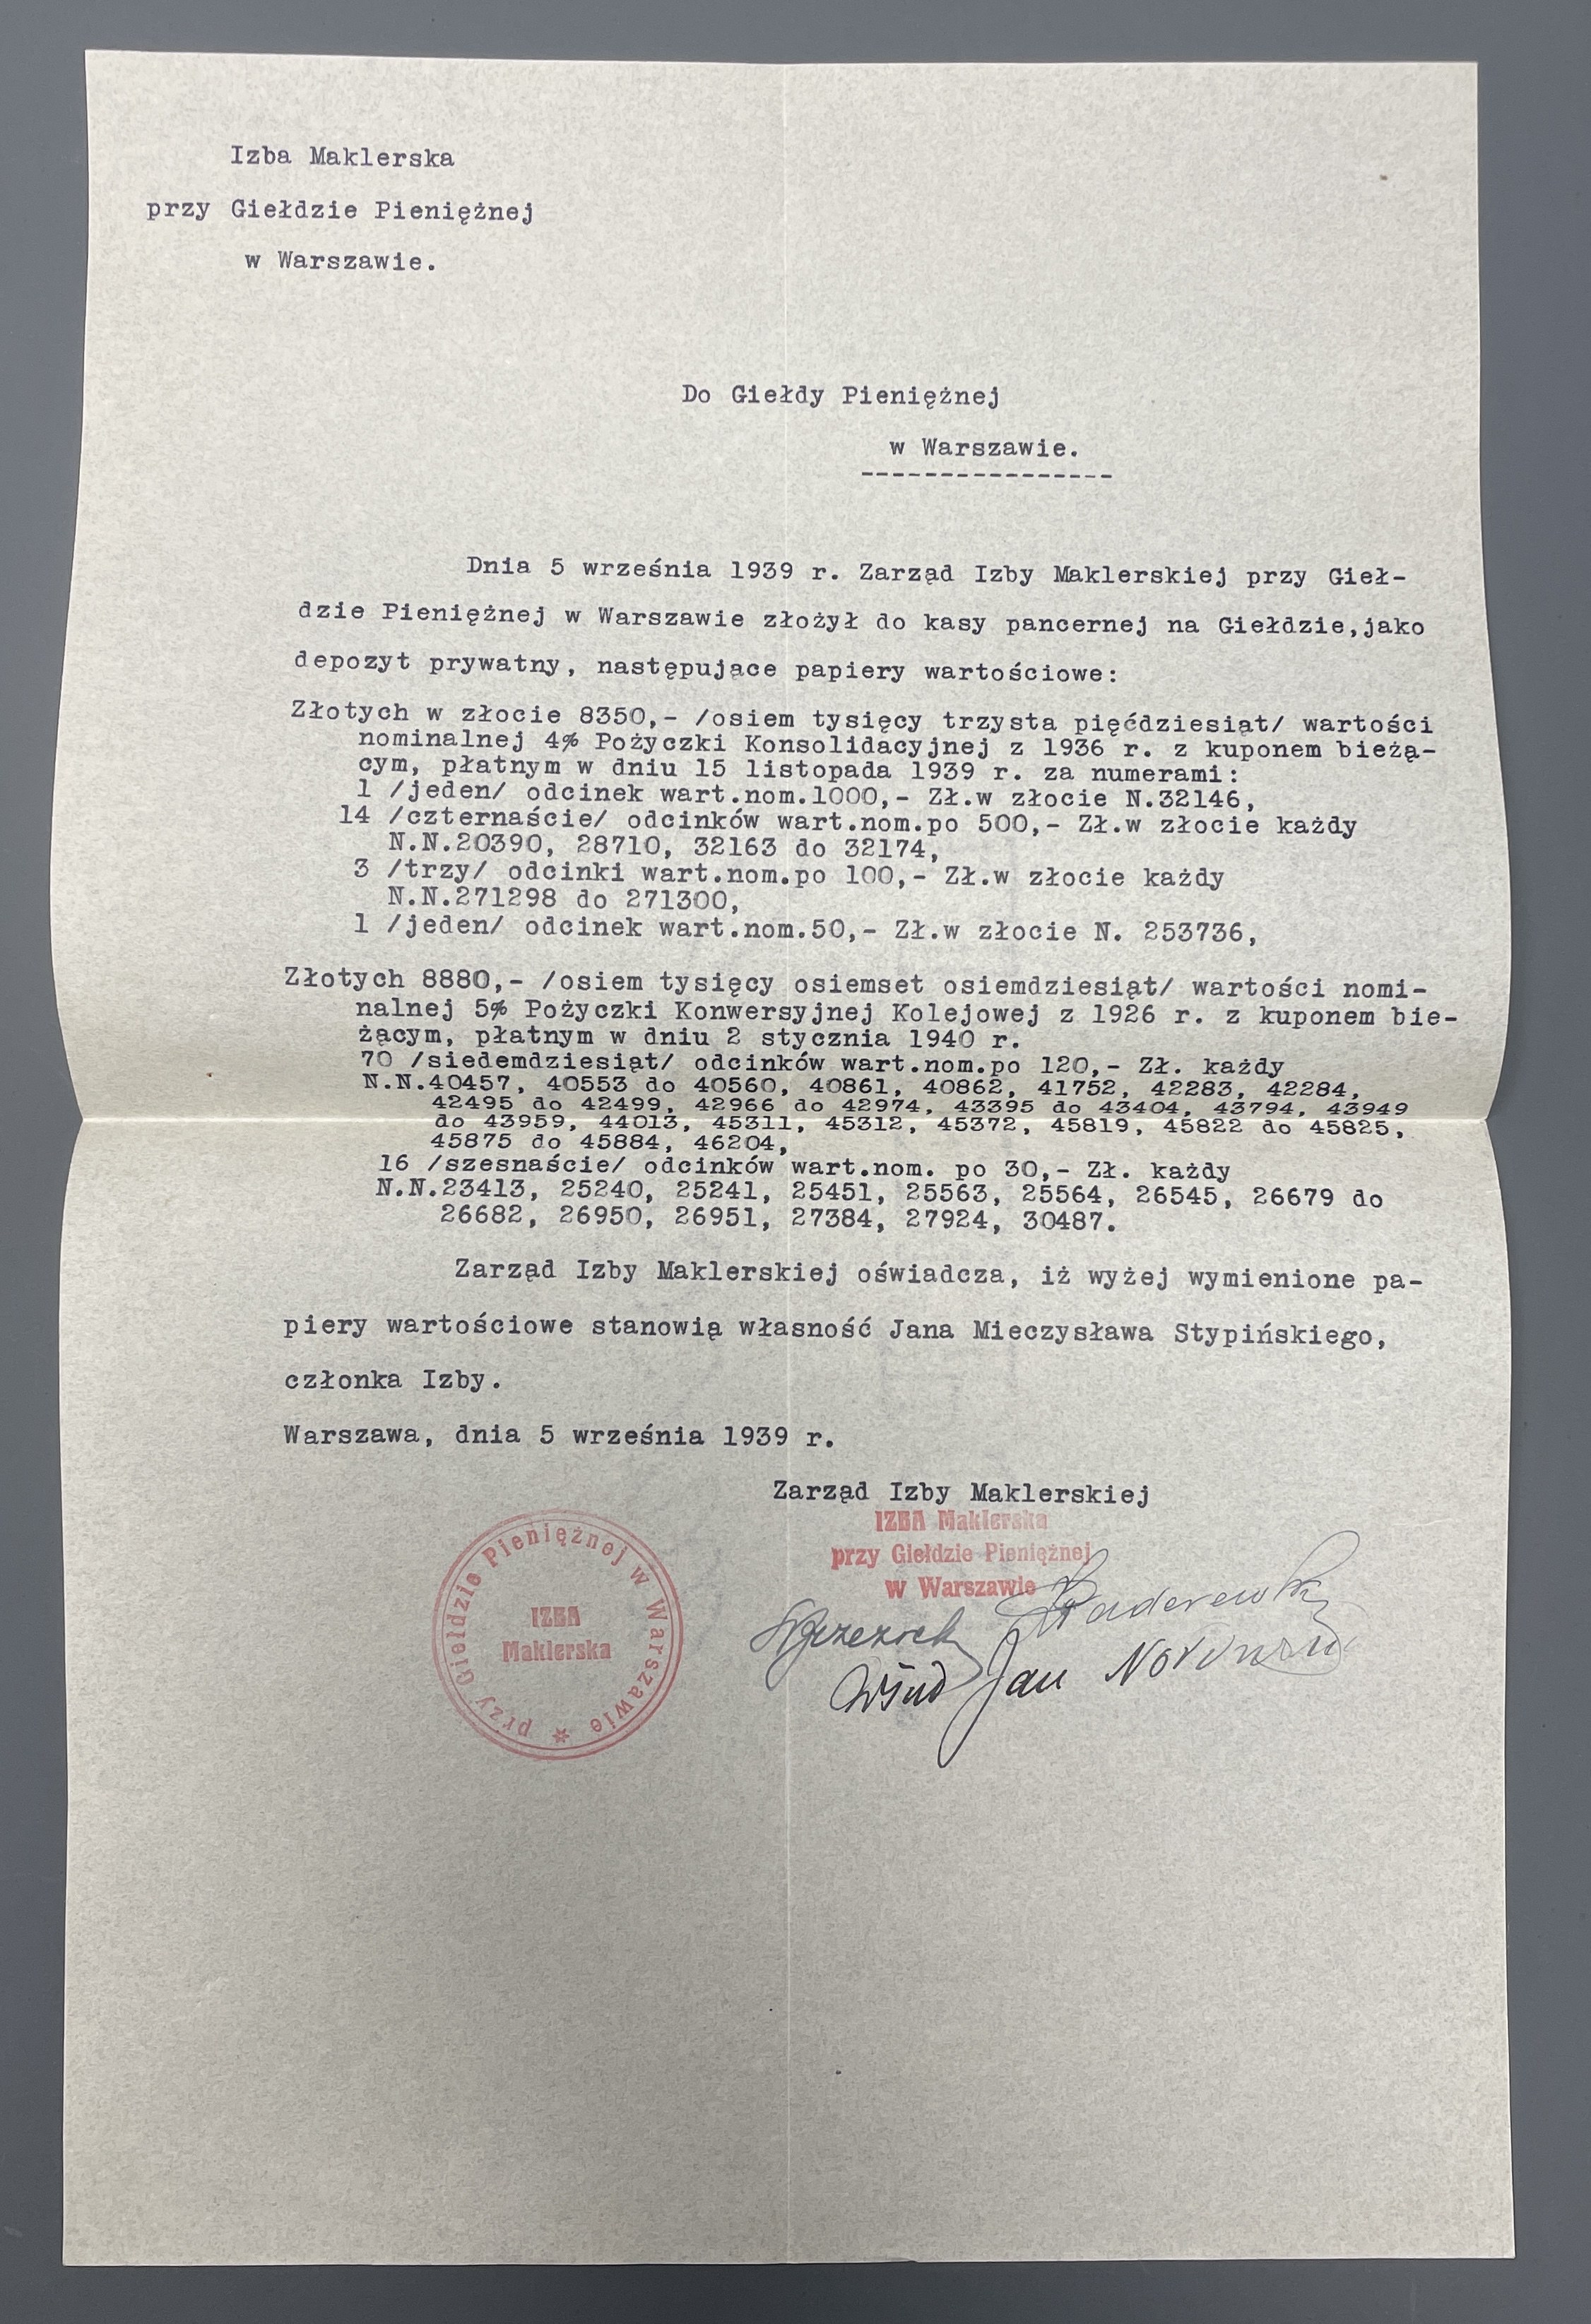 Izba Maklerska
przy Giełdzie Pieniężnej
w Warszawie.
Do Giełdy Pieniężnej
w Warszawie.
----------------
Dnia 5 września 1939 r. Zarząd Izby Maklerskiej przy Gieł-
dzie Pieniężnej w Warszawie złożył do kasy pancernej na Giełdzie,jako
depozyt prywatny, następujące papiery wartościowe:
Złotych w złocie 8350,- /osiem tysięcy trzysta pięćdziesiąt/ wartości
nominalnej 4% Pożyczki Konsolidacyjnej z 1936 r. z kuponem bieżą-
cym, płatnym w dniu 15 listopada 1939 r. za numerami:
1 /jeden/ odcinek wart.nom.1000,- Zł.w złocie N.32146,
14 /czternaście/ odcinków wart.nom.po 500,- Zł.w złocie każdy
N.N.20390, 28710, 32163 do 32174,
3 /trzy/ odcinki wart.nom.po 100,- Zł.w złocie każdy
N.N.271298 do 271300,
1 /jeden/ odcinek wart.nom.50,- Zł.w złocie N. 253736,
Złotych 8880,- /osiem tysięcy osiemset osiemdziesiąt/ wartości nomi-
nalnej 5% Pożyczki Konwersyjnej Kolejowej z 1926 r. z kuponem bie-
żącym, płatnym w dniu 2 stycznia 1940 r.
70 /siedemdziesiąt/ odcinków wart.nom.po 120,- Zł. każdy
N.N.40457, 40553 do 40560, 40861, 40862, 41752, 42283, 42284,
42495 do 42499, 42966 do 42974, 43395 do 43404, 43794, 43949
do 43959, 44013, 45311, 45312, 45372, 45819, 45822 do 45825,
45875 do 45884, 46204,
16 /szesnaście/ odcinków wart.nom. po 30,- Zł. każdy
N.N.23413, 25240, 25241, 25451, 25563, 25564, 26545, 26679 do
26682, 26950, 26951, 27384, 27924, 30487.
Zarząd Izby Maklerskiej oświadcza, iż wyżej wymienione pa-
piery wartościowe stanowią własność Jana Mieczysława Stypińskiego,
członka Izby.
Warszawa, dnia 5 września 1939 r.
Zarząd Izby Maklerskiej
IZBA Maklerska
przy Giełdzie Pieniężnej
w Warszawie
przy Giełdzie Pieniężnej w Warszawie *
IZBA
Maklerska
Jan